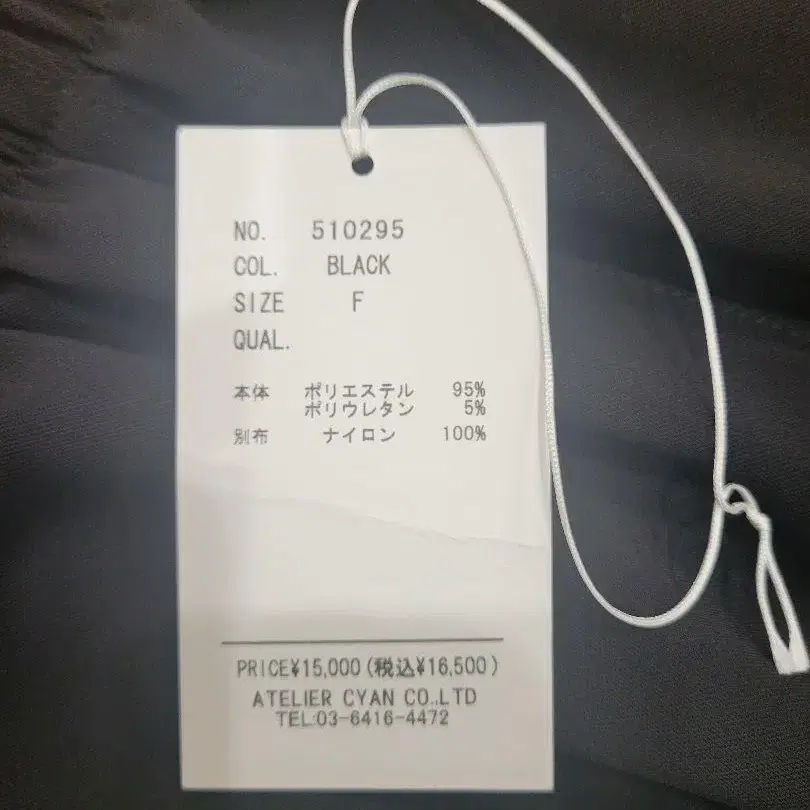 NO. 510295
COL. BLACK
SIZE F
QUAL.
本体 ポリエステル 95%
ポリウレタン 5%
別布 ナイロン 100%
PRICE¥15,000(税込¥16,500)
ATELIER CYAN CO.,LTD
TEL:03-6416-4472